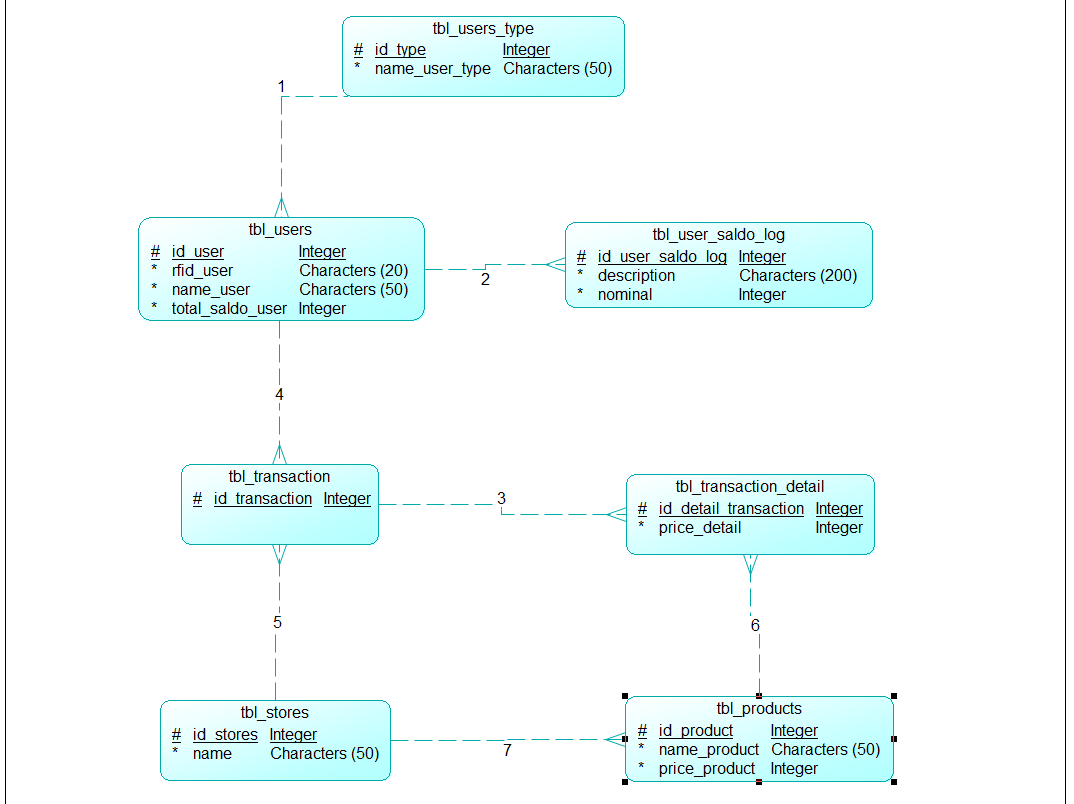 tbl_users_type
# id_type Integer
* name_user_type Characters (50)
1
tbl_users
# id_user Integer
* rfid_user Characters (20)
* name_user Characters (50)
* total_saldo_user Integer
2
tbl_user_saldo_log
# id_user_saldo_log Integer
* description Characters (200)
* nominal Integer
4
tbl_transaction
# id_transaction Integer
3
tbl_transaction_detail
# id_detail_transaction Integer
* price_detail Integer
5
6
tbl_stores
# id_stores Integer
* name Characters (50)
7
tbl_products
# id_product Integer
* name_product Characters (50)
* price_product Integer